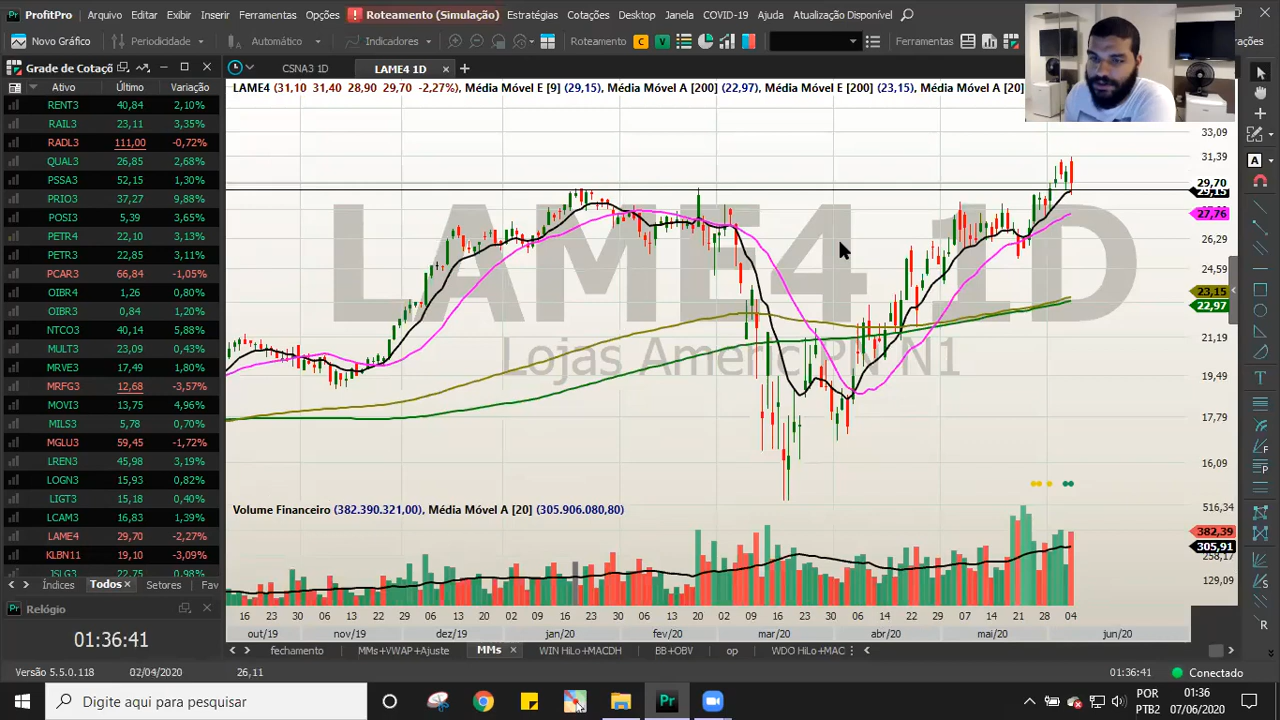 ProfitPro Arquivo Editar Exibir Inserir Ferramentas Opções Roteamento (Simulação) Estratégias Cotações Desktop Janela COVID-19 Ajuda Atualização Disponível
Novo Gráfico Periodicidade Automático Indicadores Roteamento C V Ferramentas
Grade de Cotaçõ CSNA3 1D LAME4 1D
Ativo Último Variação
LAME4 (31,10 31,40 28,90 29,70 -2,27%), Média Móvel E [9] (29,15), Média Móvel A [200] (22,97), Média Móvel E [200] (23,15), Média Móvel A [20]
RENT3 40,84 2,10%
RAIL3 23,11 3,35%
RADL3 111,00 -0,72%
QUAL3 26,85 2,68%
PSSA3 52,15 1,30%
PRIO3 37,27 9,88%
POSI3 5,39 3,65%
PETR4 22,10 3,13%
PETR3 22,85 2,11%
PCAR3 66,84 -1,05%
OIBR4 1,26 0,80%
OIBR3 0,84 1,20%
NTCO3 40,14 5,88%
MULT3 23,09 0,43%
MRVE3 17,49 1,80%
MRFG3 12,68 -3,57%
MOVI3 13,75 4,96%
MILS3 5,78 0,70%
MGLU3 59,45 -1,72%
LREN3 45,98 3,19%
LOGN3 15,93 0,82%
LIGT3 15,18 0,40%
LCAM3 16,83 1,39%
LAME4 29,70 -2,27%
KLBN11 19,10 -3,09%
JSLG3 22,75 0,98%
Índices Todos Setores Fav
LAME4 1D
Lojas Americ PN N1
33,09
31,39
29,70
29,15
27,76
26,29
24,59
23,15
22,97
21,19
19,49
17,79
16,09
Volume Financeiro (382.390.321,00), Média Móvel A [20] (305.906.080,80)
516,34
382,39
305,91
129,09
16 23 30 06 13 20 27 04 11 18 23 30 06 13 20 02 09 16 23 30 06 13 20 02 09 16 23 30 06 14 22 29 07 14 21 28 04
out/19 nov/19 dez/19 jan/20 fev/20 mar/20 abr/20 mai/20 jun/20
fechamento MMs+VWAP+Ajuste MMs WIN HiLo+MACDH BB+OBV op WDO HiLo+MAC
Relógio
01:36:41
Versão 5.5.0.118 02/04/2020 26,11 01:36:41 Conectado
Digite aqui para pesquisar
POR 01:36
PTB2 07/06/2020